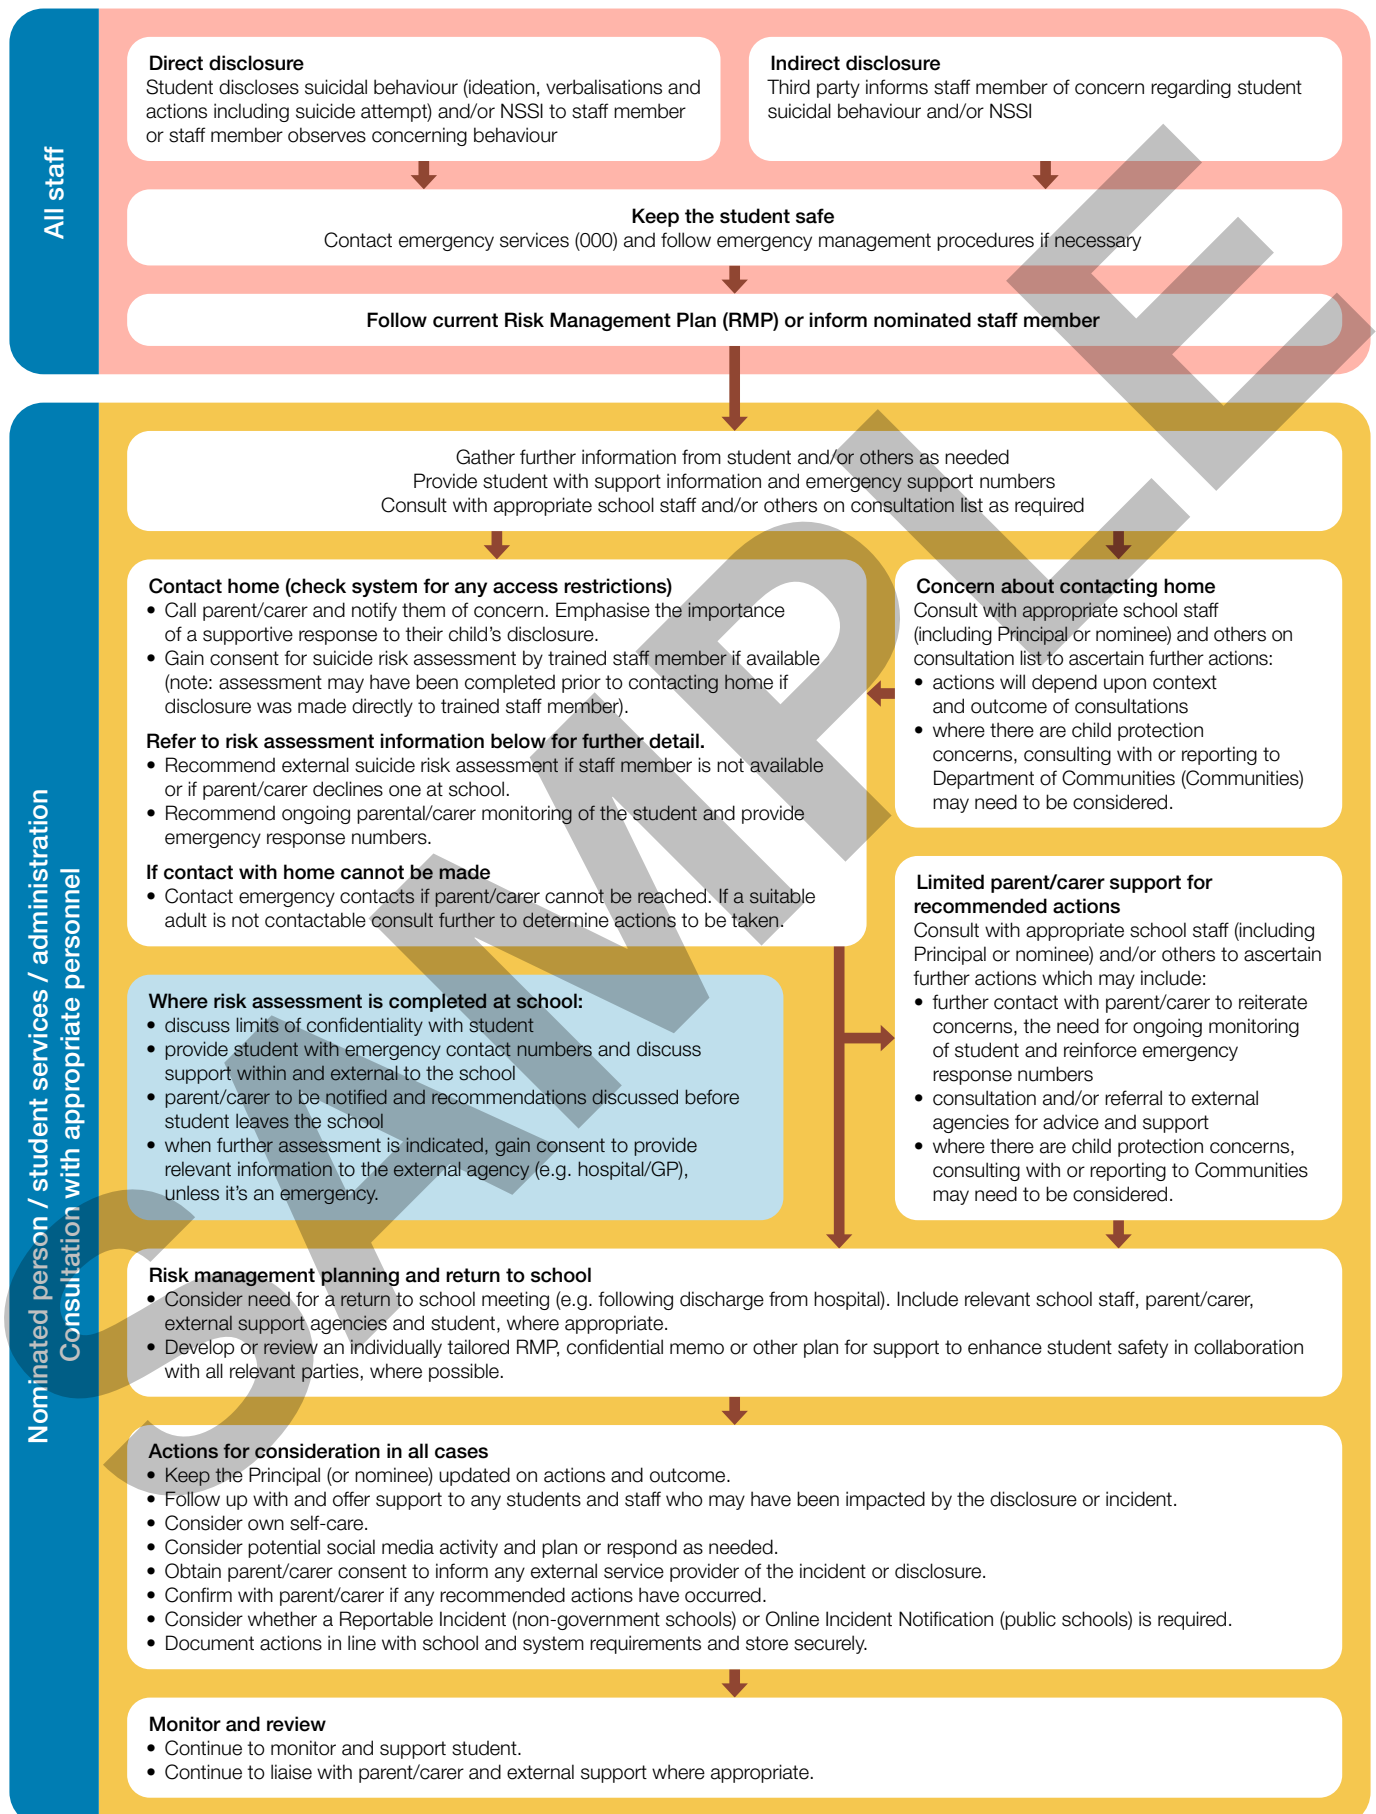 All staff
Direct disclosure
Student discloses suicidal behaviour (ideation, verbalisations and
actions including suicide attempt) and/or NSSI to staff member
or staff member observes concerning behaviour
Indirect disclosure
Third party informs staff member of concern regarding student
suicidal behaviour and/or NSSI
Keep the student safe
Contact emergency services (000) and follow emergency management procedures if necessary
Follow current Risk Management Plan (RMP) or inform nominated staff member
Nominated person / student services / administration
Consultation with appropriate personnel
Gather further information from student and/or others as needed
Provide student with support information and emergency support numbers
Consult with appropriate school staff and/or others on consultation list as required
Contact home (check system for any access restrictions)
• Call parent/carer and notify them of concern. Emphasise the importance
of a supportive response to their child's disclosure.
• Gain consent for suicide risk assessment by trained staff member if available
(note: assessment may have been completed prior to contacting home if
disclosure was made directly to trained staff member).
Refer to risk assessment information below for further detail.
• Recommend external suicide risk assessment if staff member is not available
or if parent/carer declines one at school.
• Recommend ongoing parental/carer monitoring of the student and provide
emergency response numbers.
If contact with home cannot be made
• Contact emergency contacts if parent/carer cannot be reached. If a suitable
adult is not contactable consult further to determine actions to be taken.
Concern about contacting home
Consult with appropriate school staff
(including Principal or nominee) and others on
consultation list to ascertain further actions:
• actions will depend upon context
and outcome of consultations
• where there are child protection
concerns, consulting with or reporting to
Department of Communities (Communities)
may need to be considered.
Limited parent/carer support for
recommended actions
Consult with appropriate school staff (including
Principal or nominee) and/or others to ascertain
further actions which may include:
• further contact with parent/carer to reiterate
concerns, the need for ongoing monitoring
of student and reinforce emergency
response numbers
• consultation and/or referral to external
agencies for advice and support
• where there are child protection concerns,
consulting with or reporting to Communities
may need to be considered.
Where risk assessment is completed at school:
• discuss limits of confidentiality with student
• provide student with emergency contact numbers and discuss
support within and external to the school
• parent/carer to be notified and recommendations discussed before
student leaves the school
• when further assessment is indicated, gain consent to provide
relevant information to the external agency (e.g. hospital/GP),
unless it's an emergency.
Risk management planning and return to school
• Consider need for a return to school meeting (e.g. following discharge from hospital). Include relevant school staff, parent/carer,
external support agencies and student, where appropriate.
• Develop or review an individually tailored RMP, confidential memo or other plan for support to enhance student safety in collaboration
with all relevant parties, where possible.
Actions for consideration in all cases
• Keep the Principal (or nominee) updated on actions and outcome.
• Follow up with and offer support to any students and staff who may have been impacted by the disclosure or incident.
• Consider own self-care.
• Consider potential social media activity and plan or respond as needed.
• Obtain parent/carer consent to inform any external service provider of the incident or disclosure.
• Confirm with parent/carer if any recommended actions have occurred.
• Consider whether a Reportable Incident (non-government schools) or Online Incident Notification (public schools) is required.
• Document actions in line with school and system requirements and store securely.
Monitor and review
• Continue to monitor and support student.
• Continue to liaise with parent/carer and external support where appropriate.
SAMPLE